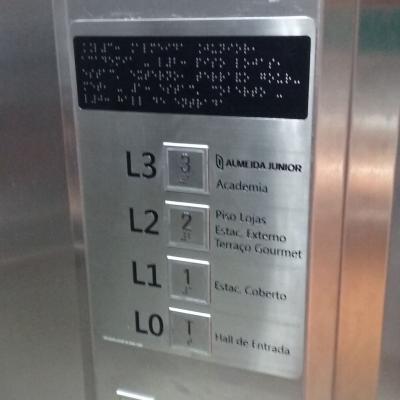 L3 3 ALMEIDA JUNIOR
Academia
L2 2 Piso Lojas
Estac. Externo
Terraço Gourmet
L1 1 Estac. Coberto
L0 T Hall de Entrada